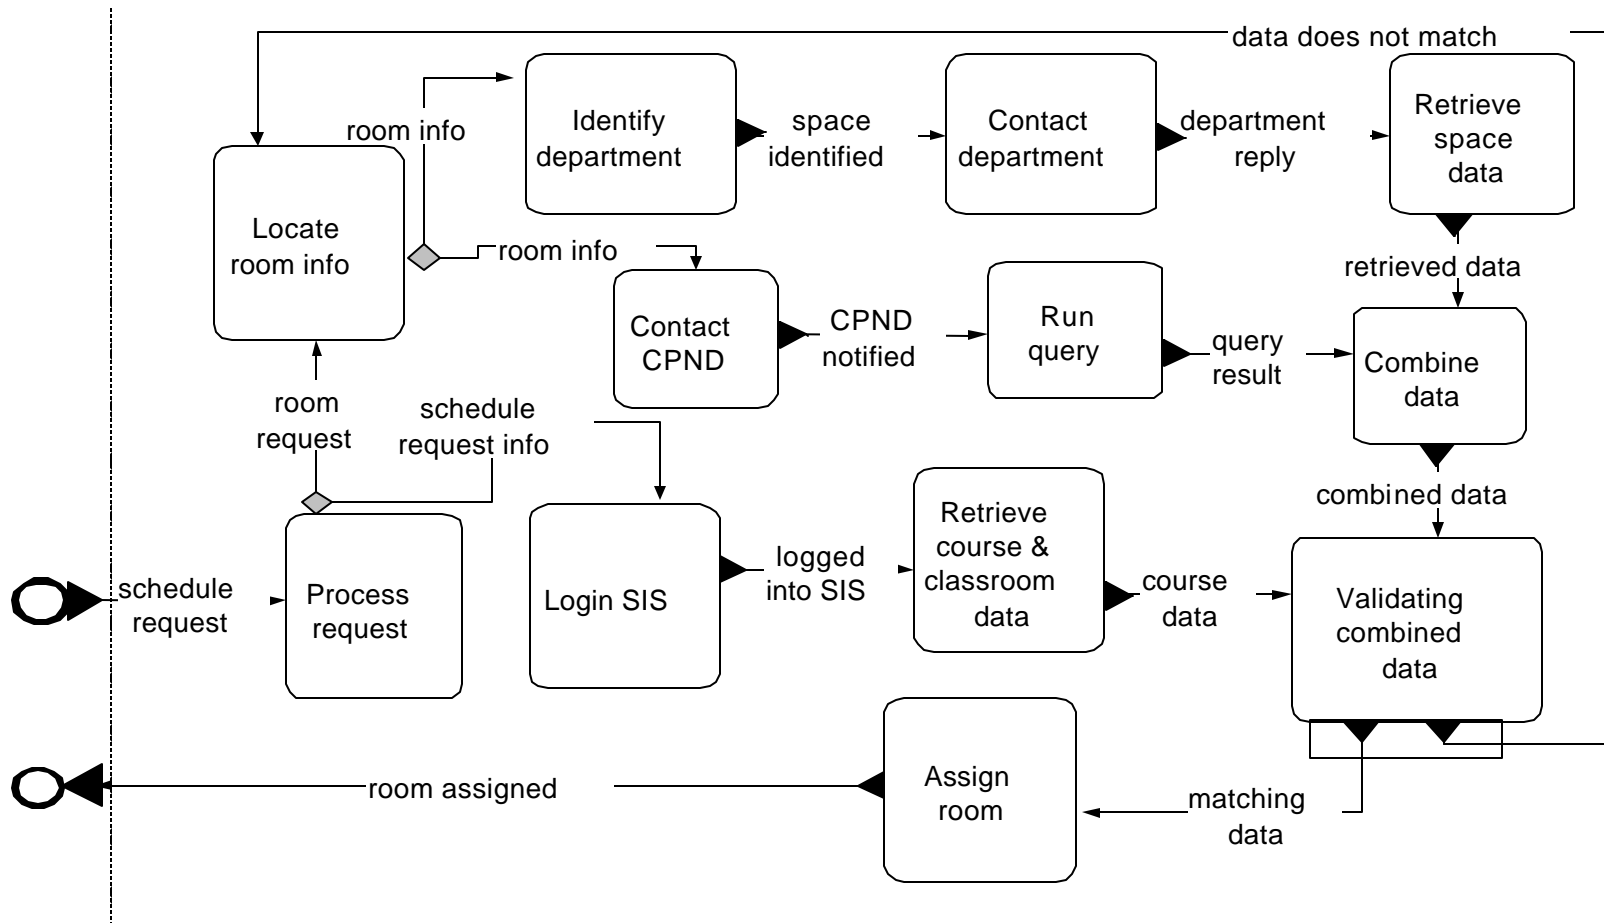 data does not match
room info
Identify
department
space
identified
Contact
department
department
reply
Retrieve
space
data
Locate
room info
room info
retrieved data
Contact
CPND
CPND
notified
Run
query
query
result
Combine
data
room
request
schedule
request info
combined data
schedule
request
Process
request
Login SIS
logged
into SIS
Retrieve
course &
classroom
data
course
data
Validating
combined
data
room assigned
Assign
room
matching
data